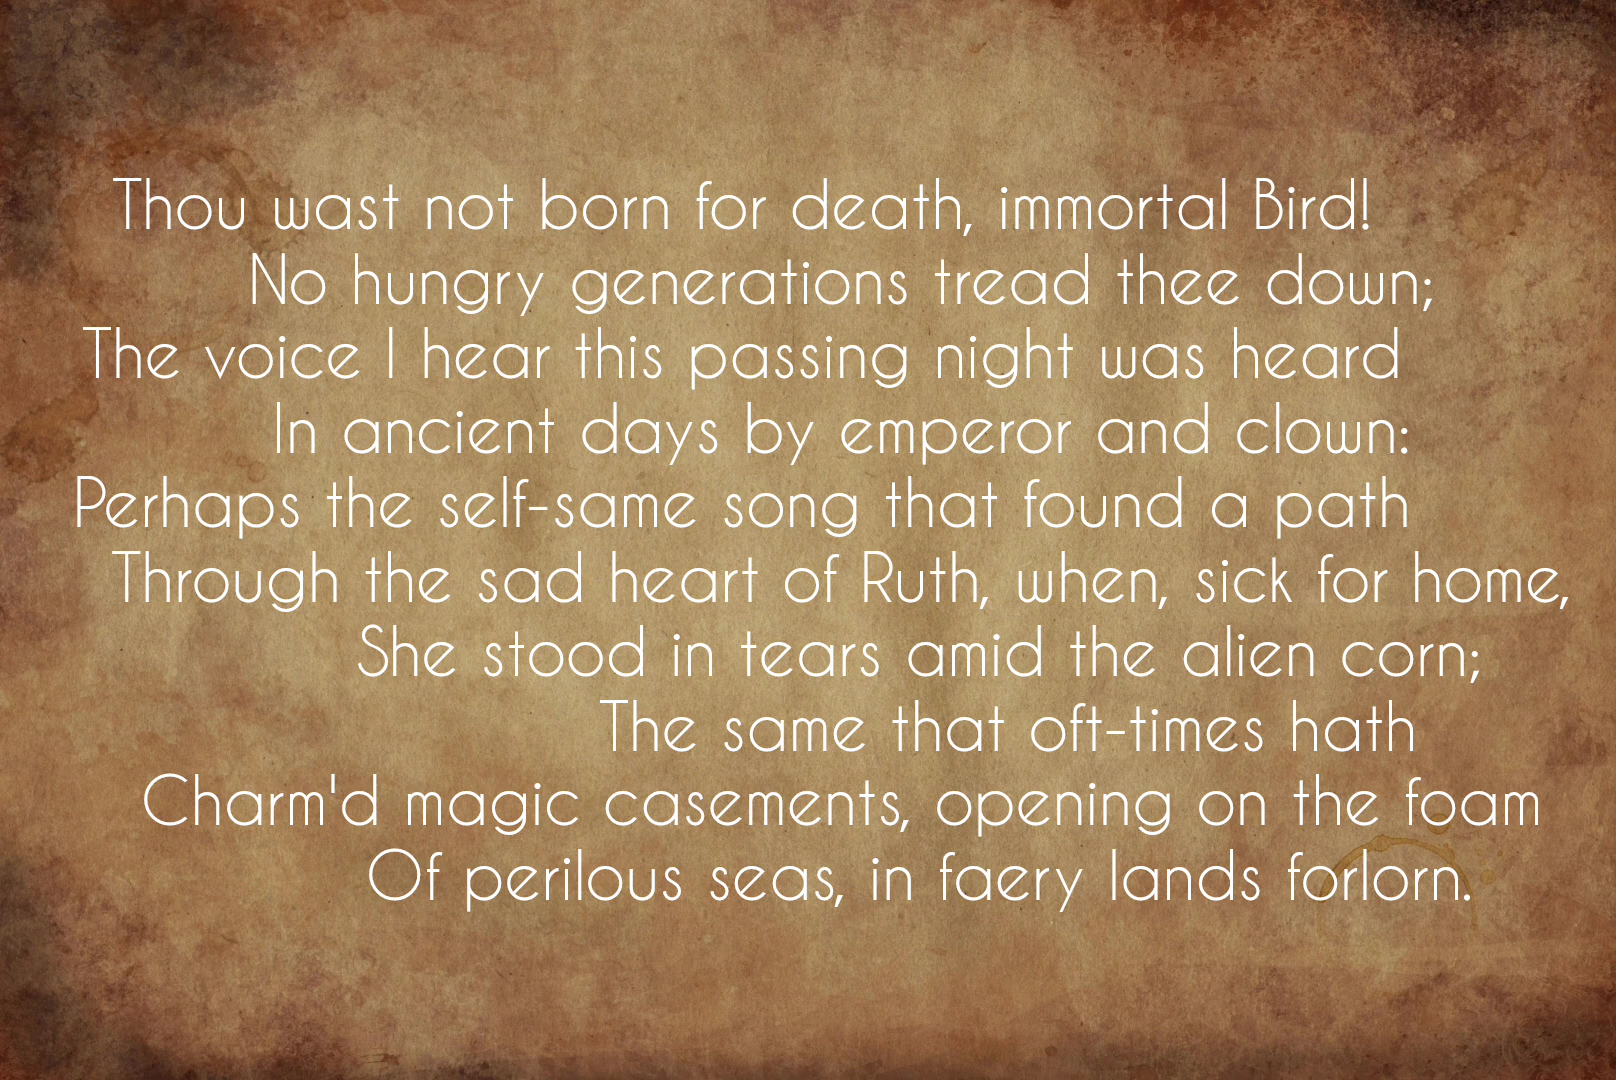 Thou wast not born for death, immortal Bird!
No hungry generations tread thee down;
The voice I hear this passing night was heard
In ancient days by emperor and clown:
Perhaps the self-same song that found a path
Through the sad heart of Ruth, when, sick for home,
She stood in tears amid the alien corn;
The same that oft-times hath
Charm'd magic casements, opening on the foam
Of perilous seas, in faery lands forlorn.